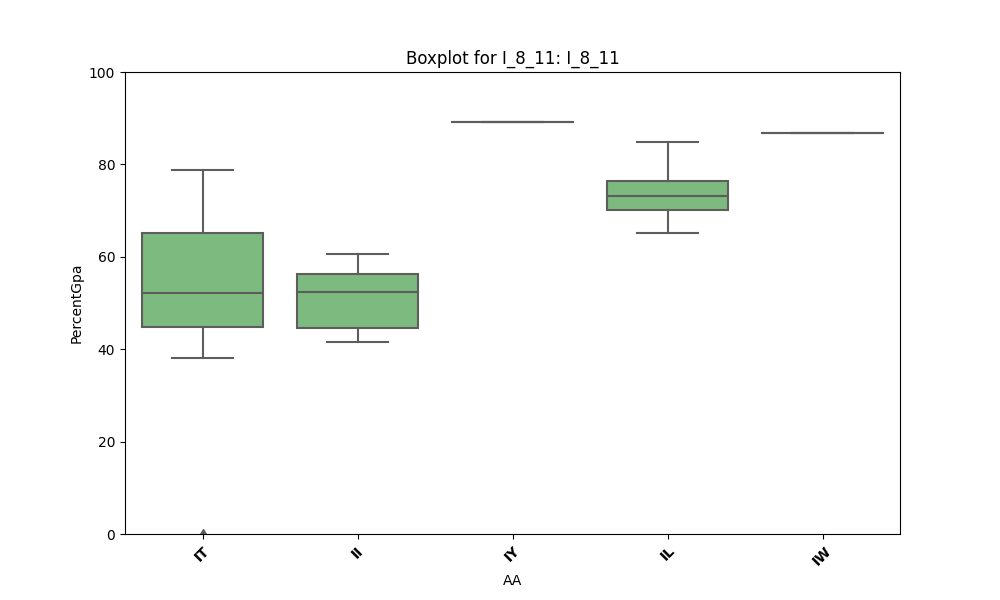 Boxplot for I_8_11: I_8_11
100
80
60
40
20
0
PercentGpa
IT
II
IY
IL
IW
AA